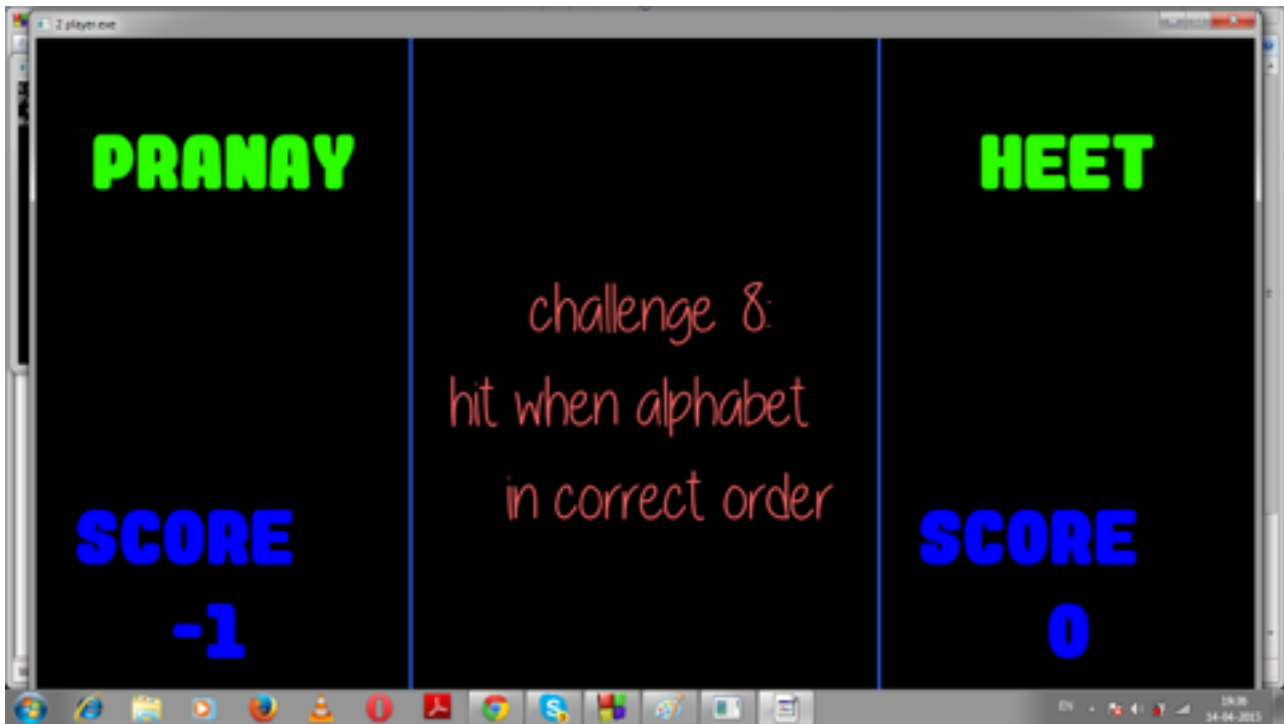 2 player.exe
PRANAY
HEET
challenge 8:
hit when alphabet
in correct order
SCORE
-1
SCORE
0
EN
19:36
14-04-2015